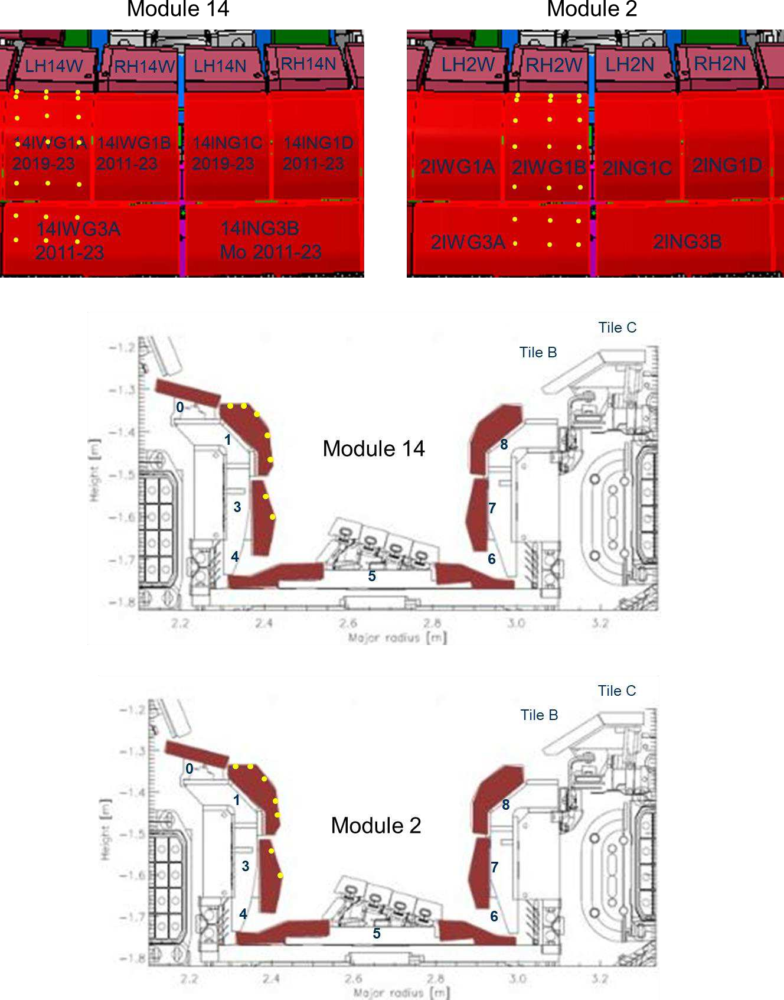 Module 14
Module 2
LH14W
RH14W
LH14N
RH14N
LH2W
RH2W
LH2N
RH2N
14IWG1A
2019-23
14IWG1B
2011-23
14ING1C
2019-23
14ING1D
2011-23
2IWG1A
2IWG1B
2ING1C
2ING1D
14IWG3A
2011-23
14ING3B
Mo 2011-23
2IWG3A
2ING3B
Tile C
Tile B
−1.2
−1.3
−1.4
−1.5
−1.6
−1.7
−1.8
Height [m]
0
1
3
4
5
6
7
8
Module 14
2.2
2.4
2.6
2.8
3.0
3.2
Major radius [m]
Tile C
Tile B
−1.2
−1.3
−1.4
−1.5
−1.6
−1.7
−1.8
Height [m]
0
1
3
4
5
6
7
8
Module 2
2.2
2.4
2.6
2.8
3.0
3.2
Major radius [m]